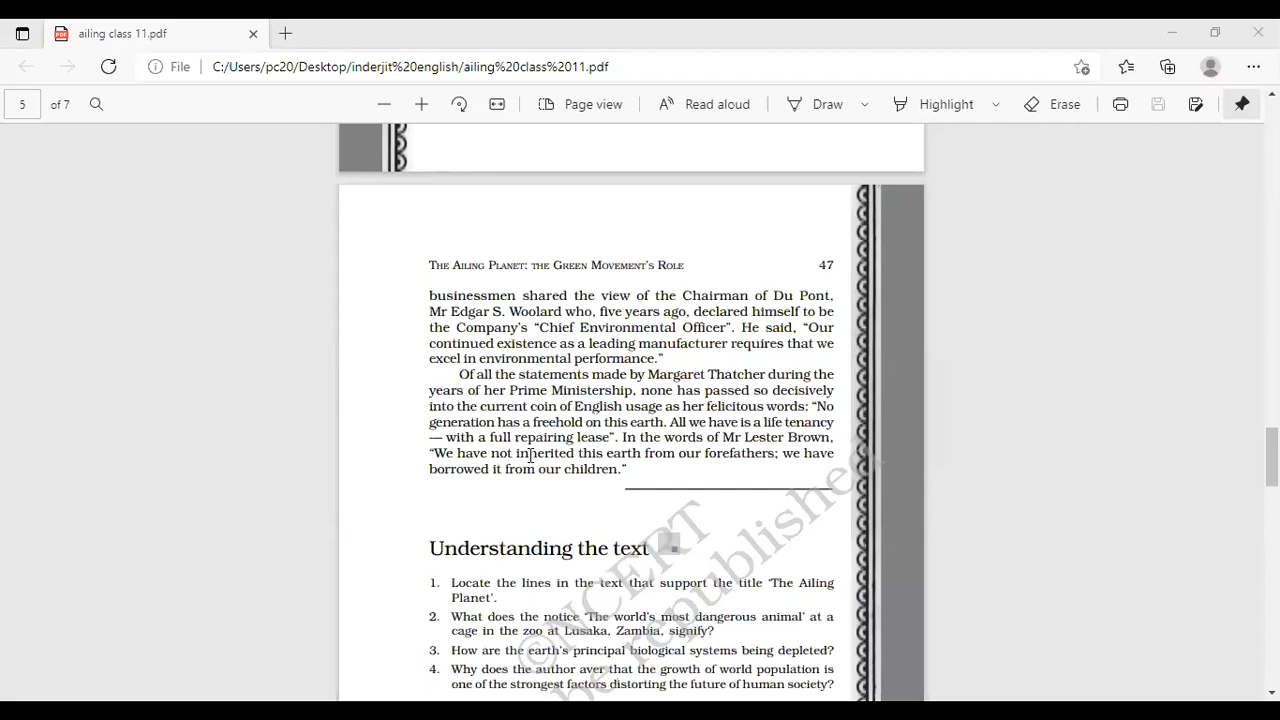 ailing class 11.pdf
File
C:/Users/pc20/Desktop/inderjit%20english/ailing%20class%2011.pdf
5 of 7
Page view
Read aloud
Draw
Highlight
Erase
THE AILING PLANET: THE GREEN MOVEMENT'S ROLE 47
businessmen shared the view of the Chairman of Du Pont,
Mr Edgar S. Woolard who, five years ago, declared himself to be
the Company's “Chief Environmental Officer”. He said, “Our
continued existence as a leading manufacturer requires that we
excel in environmental performance.”
Of all the statements made by Margaret Thatcher during the
years of her Prime Ministership, none has passed so decisively
into the current coin of English usage as her felicitous words: “No
generation has a freehold on this earth. All we have is a life tenancy
— with a full repairing lease”. In the words of Mr Lester Brown,
“We have not inherited this earth from our forefathers; we have
borrowed it from our children.”
Understanding the text
1. Locate the lines in the text that support the title ‘The Ailing
Planet’.
2. What does the notice ‘The world’s most dangerous animal’ at a
cage in the zoo at Lusaka, Zambia, signify?
3. How are the earth’s principal biological systems being depleted?
4. Why does the author aver that the growth of world population is
one of the strongest factors distorting the future of human society?
©NCERT
be republished